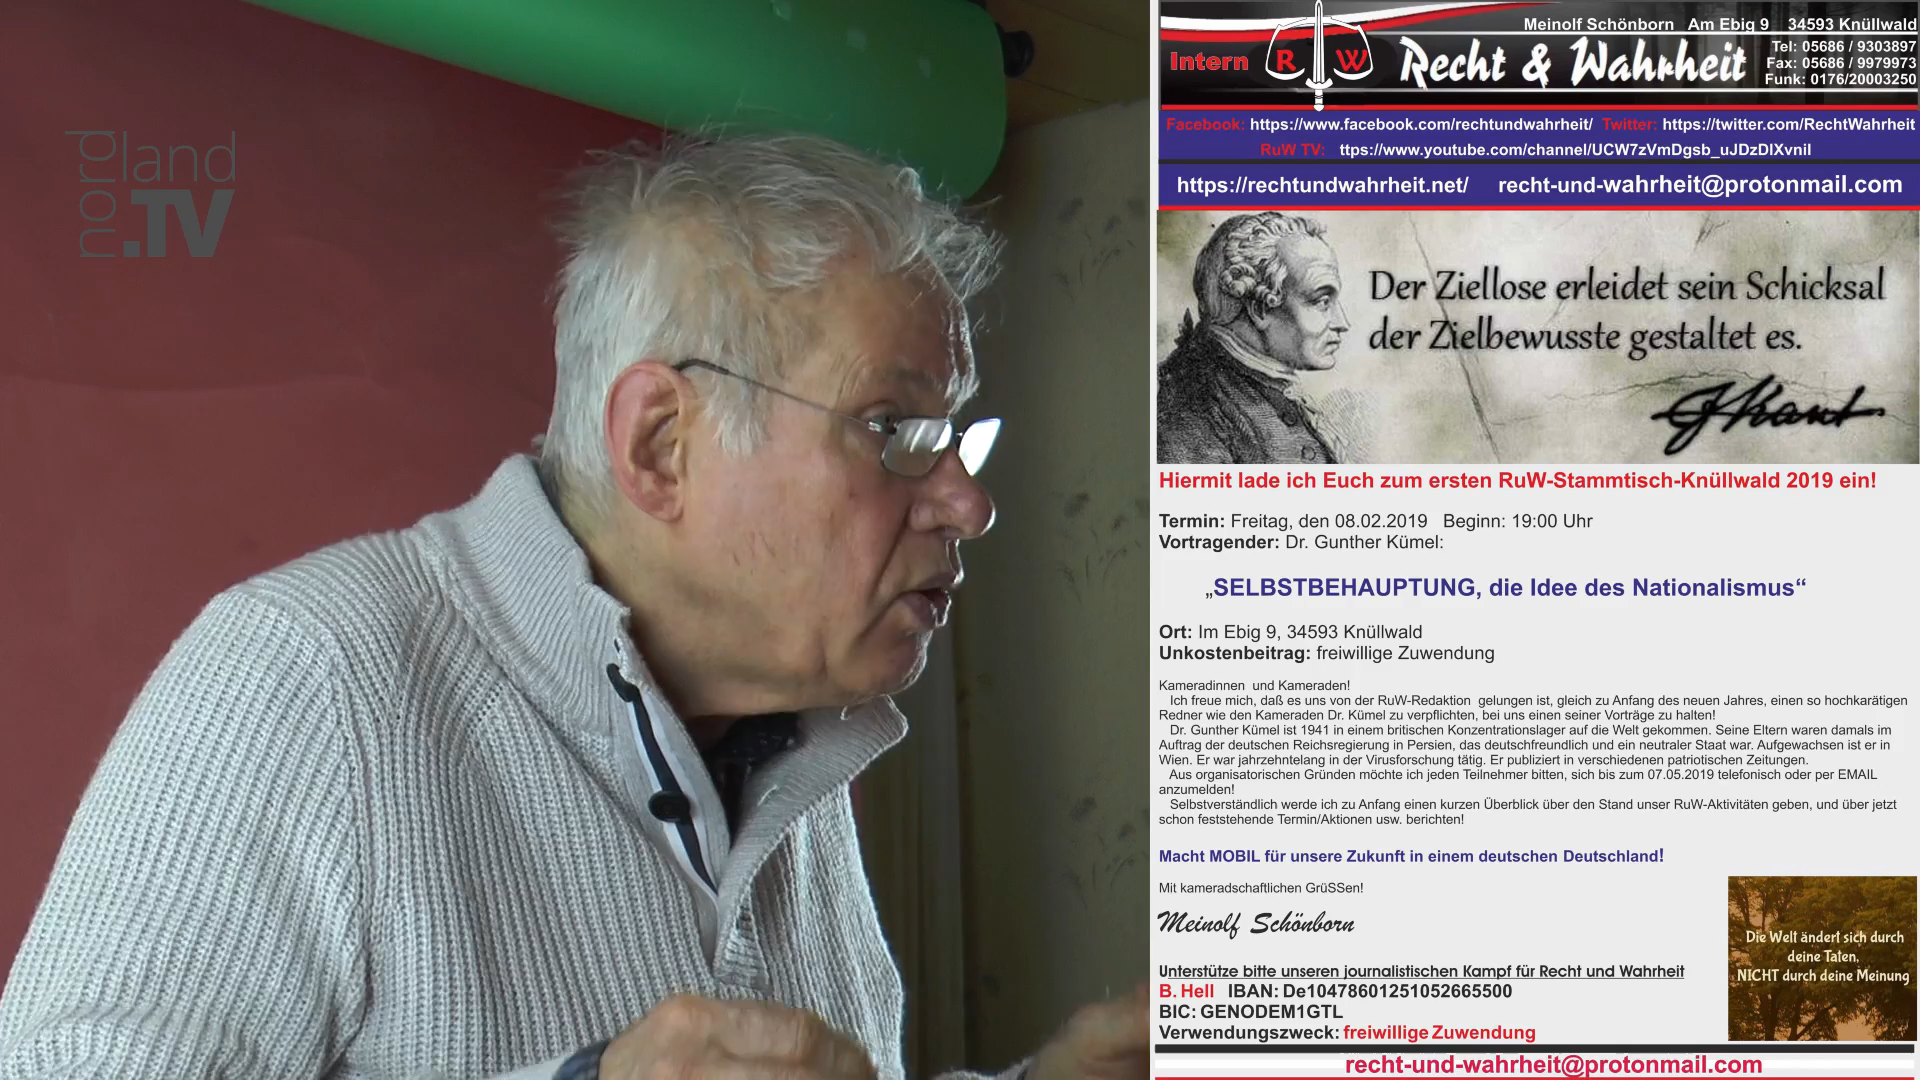 nordland
.TV
Meinolf Schönborn Am Ebig 9 34593 Knüllwald
Intern R W Recht & Wahrheit
Tel: 05686 / 9303897
Fax: 05686 / 9979973
Funk: 0176/20003250
Facebook: https://www.facebook.com/rechtundwahrheit/ Twitter: https://twitter.com/RechtWahrheit
RuW TV: ttps://www.youtube.com/channel/UCW7zVmDgsb_uJDzDIXvniI
https://rechtundwahrheit.net/ recht-und-wahrheit@protonmail.com
Der Ziellose erleidet sein Schicksal
der Zielbewusste gestaltet es.
I Kant
Hiermit lade ich Euch zum ersten RuW-Stammtisch-Knüllwald 2019 ein!
Termin: Freitag, den 08.02.2019 Beginn: 19:00 Uhr
Vortragender: Dr. Gunther Kümel:
„SELBSTBEHAUPTUNG, die Idee des Nationalismus“
Ort: Im Ebig 9, 34593 Knüllwald
Unkostenbeitrag: freiwillige Zuwendung
Kameradinnen und Kameraden!
Ich freue mich, daß es uns von der RuW-Redaktion gelungen ist, gleich zu Anfang des neuen Jahres, einen so hochkarätigen
Redner wie den Kameraden Dr. Kümel zu verpflichten, bei uns einen seiner Vorträge zu halten!
Dr. Gunther Kümel ist 1941 in einem britischen Konzentrationslager auf die Welt gekommen. Seine Eltern waren damals im
Auftrag der deutschen Reichsregierung in Persien, das deutschfreundlich und ein neutraler Staat war. Aufgewachsen ist er in
Wien. Er war jahrzehntelang in der Virusforschung tätig. Er publiziert in verschiedenen patriotischen Zeitungen.
Aus organisatorischen Gründen möchte ich jeden Teilnehmer bitten, sich bis zum 07.05.2019 telefonisch oder per EMAIL
anzumelden!
Selbstverständlich werde ich zu Anfang einen kurzen Überblick über den Stand unser RuW-Aktivitäten geben, und über jetzt
schon feststehende Termin/Aktionen usw. berichten!
Macht MOBIL für unsere Zukunft in einem deutschen Deutschland!
Mit kameradschaftlichen GrüSSen!
Meinolf Schönborn
Die Welt ändert sich durch
deine Taten,
NICHT durch deine Meinung
Unterstütze bitte unseren journalistischen Kampf für Recht und Wahrheit
B. Hell IBAN: De10478601251052665500
BIC: GENODEM1GTL
Verwendungszweck: freiwillige Zuwendung
recht-und-wahrheit@protonmail.com